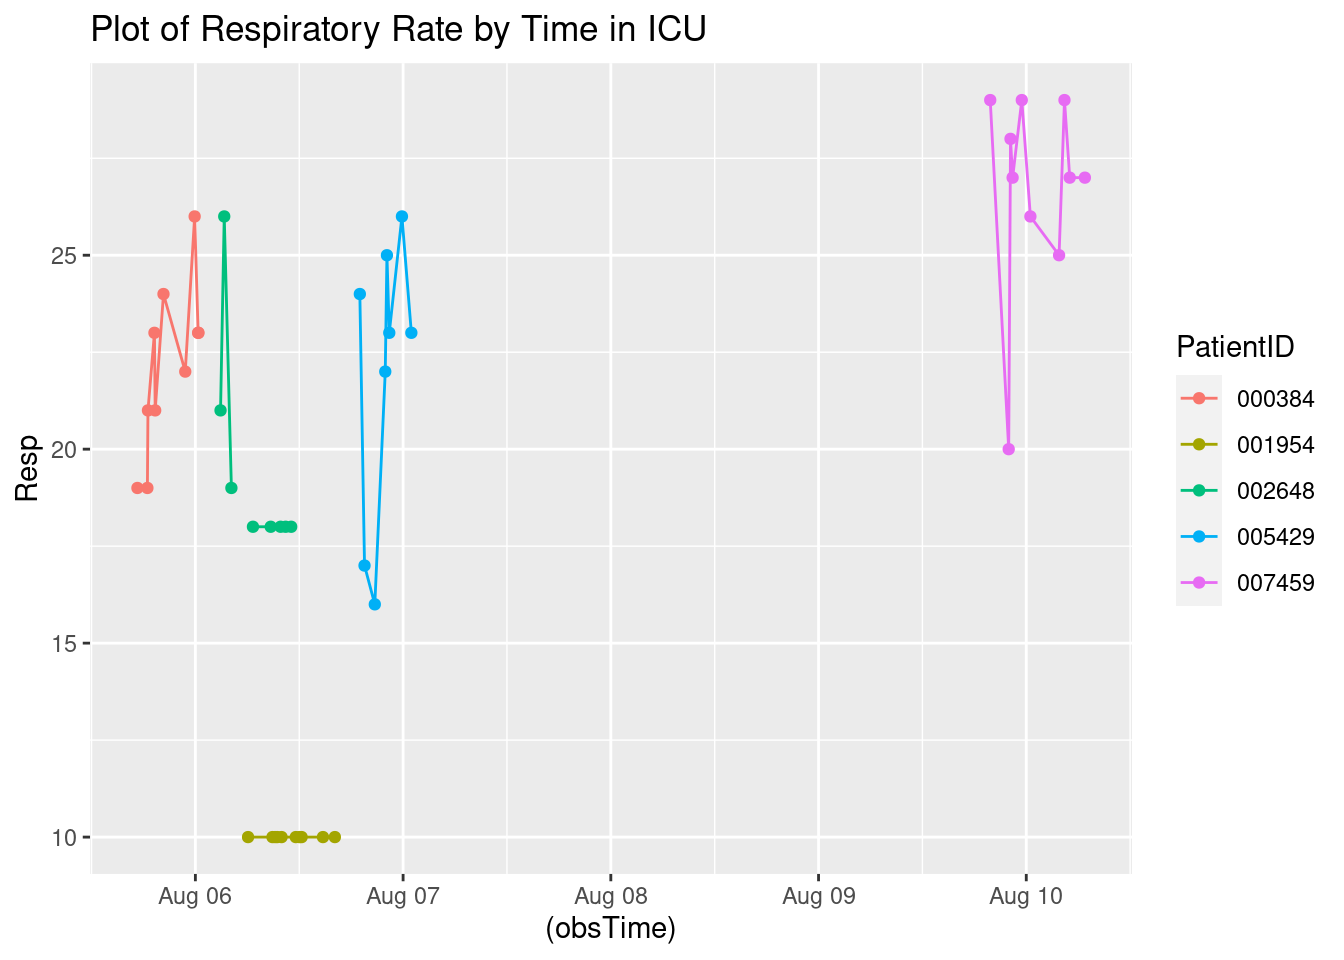 Plot of Respiratory Rate by Time in ICU
25
20
15
10
Resp
Aug 06
Aug 07
Aug 08
Aug 09
Aug 10
(obsTime)
PatientID
000384
001954
002648
005429
007459